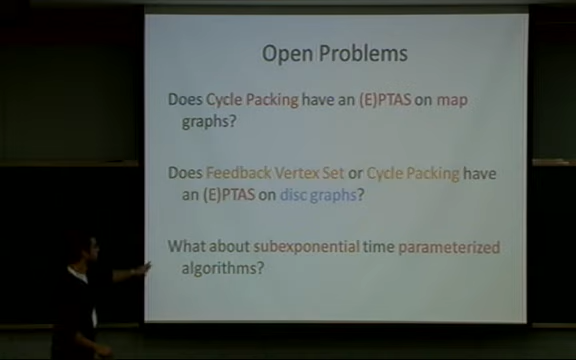 Open Problems
Does Cycle Packing have an (E)PTAS on map
graphs?
Does Feedback Vertex Set or Cycle Packing have
an (E)PTAS on disc graphs?
What about subexponential time parameterized
algorithms?